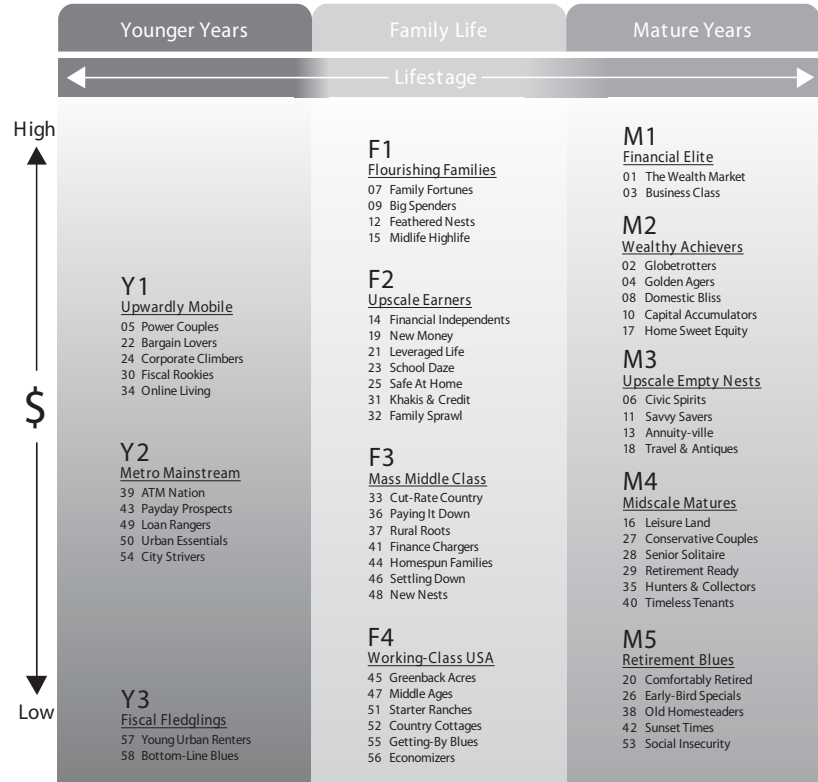 Younger Years
Family Life
Mature Years
Lifestage
High
$
Low
Y1
Upwardly Mobile
05 Power Couples
22 Bargain Lovers
24 Corporate Climbers
30 Fiscal Rookies
34 Online Living
Y2
Metro Mainstream
39 ATM Nation
43 Payday Prospects
49 Loan Rangers
50 Urban Essentials
54 City Strivers
Y3
Fiscal Fledglings
57 Young Urban Renters
58 Bottom-Line Blues
F1
Flourishing Families
07 Family Fortunes
09 Big Spenders
12 Feathered Nests
15 Midlife Highlife
F2
Upscale Earners
14 Financial Independents
19 New Money
21 Leveraged Life
23 School Daze
25 Safe At Home
31 Khakis & Credit
32 Family Sprawl
F3
Mass Middle Class
33 Cut-Rate Country
36 Paying It Down
37 Rural Roots
41 Finance Chargers
44 Homespun Families
46 Settling Down
48 New Nests
F4
Working-Class USA
45 Greenback Acres
47 Middle Ages
51 Starter Ranches
52 Country Cottages
55 Getting-By Blues
56 Economizers
M1
Financial Elite
01 The Wealth Market
03 Business Class
M2
Wealthy Achievers
02 Globetrotters
04 Golden Agers
08 Domestic Bliss
10 Capital Accumulators
17 Home Sweet Equity
M3
Upscale Empty Nests
06 Civic Spirits
11 Savvy Savers
13 Annuity-ville
18 Travel & Antiques
M4
Midscale Matures
16 Leisure Land
27 Conservative Couples
28 Senior Solitaire
29 Retirement Ready
35 Hunters & Collectors
40 Timeless Tenants
M5
Retirement Blues
20 Comfortably Retired
26 Early-Bird Specials
38 Old Homesteaders
42 Sunset Times
53 Social Insecurity